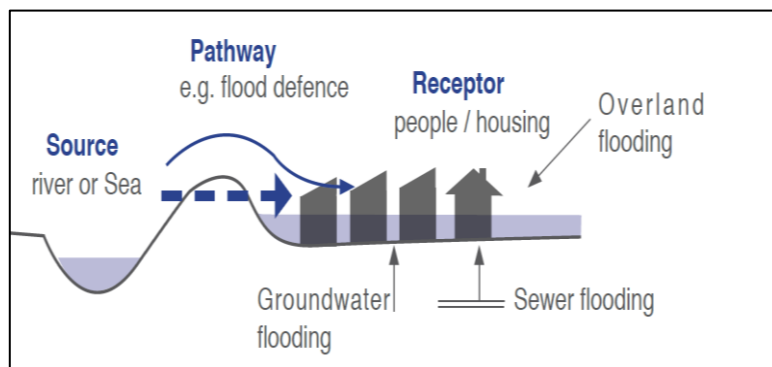 Pathway
e.g. flood defence
Receptor
people / housing
Overland
flooding
Source
river or Sea
Groundwater
flooding
Sewer flooding